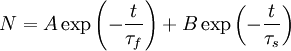 N = A exp(−t/τ_f) + B exp(−t/τ_s)